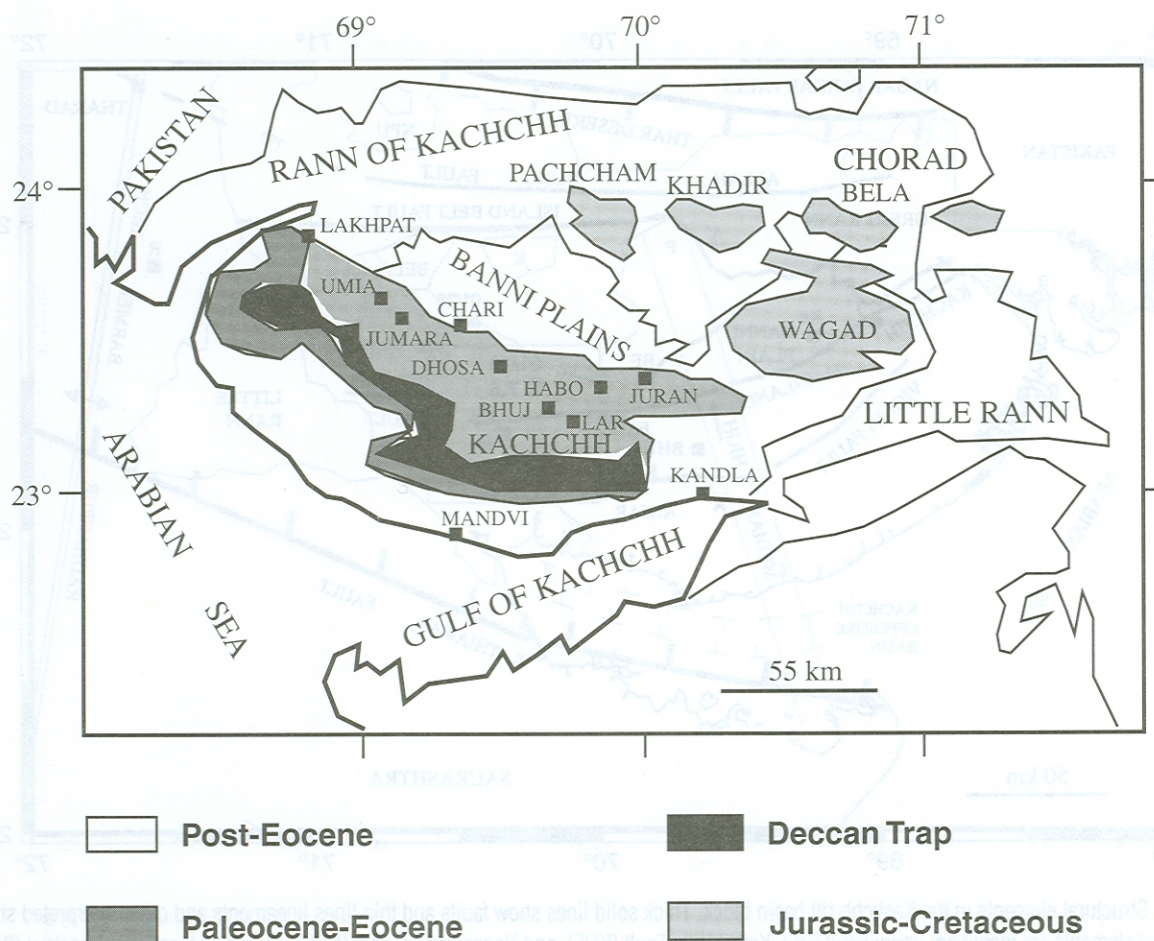 69° 70° 71°
PAKISTAN
RANN OF KACHCHH
PACHCHAM
KHADIR
CHORAD
BELA
24°
LAKHPAT
BANNI PLAINS
UMIA
CHARI
JUMARA
WAGAD
DHOSA
HABO
JURAN
BHUJ
LAR
LITTLE RANN
KACHCHH
KANDLA
23°
ARABIAN
SEA
MANDVI
GULF OF KACHCHH
55 km
Post-Eocene
Deccan Trap
Paleocene-Eocene
Jurassic-Cretaceous